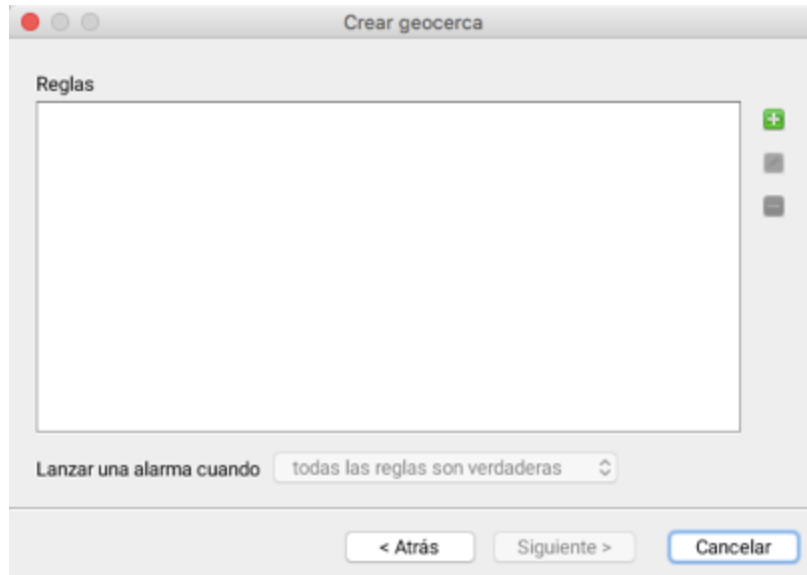 Crear geocerca
Reglas
Lanzar una alarma cuando todas las reglas son verdaderas
< Atrás Siguiente > Cancelar